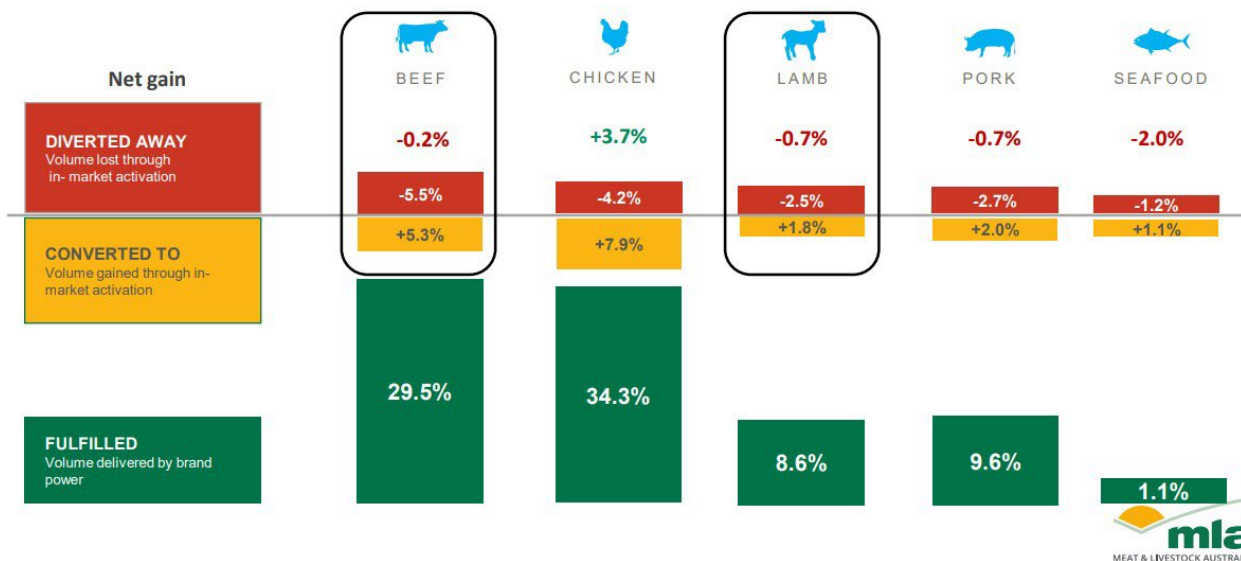 BEEF
CHICKEN
LAMB
PORK
SEAFOOD
Net gain
DIVERTED AWAY
Volume lost through
in- market activation
-0.2%
+3.7%
-0.7%
-0.7%
-2.0%
-5.5%
-4.2%
-2.5%
-2.7%
-1.2%
CONVERTED TO
Volume gained through in-
market activation
+5.3%
+7.9%
+1.8%
+2.0%
+1.1%
29.5%
34.3%
FULFILLED
Volume delivered by brand
power
8.6%
9.6%
1.1%
mla
MEAT & LIVESTOCK AUSTRAL